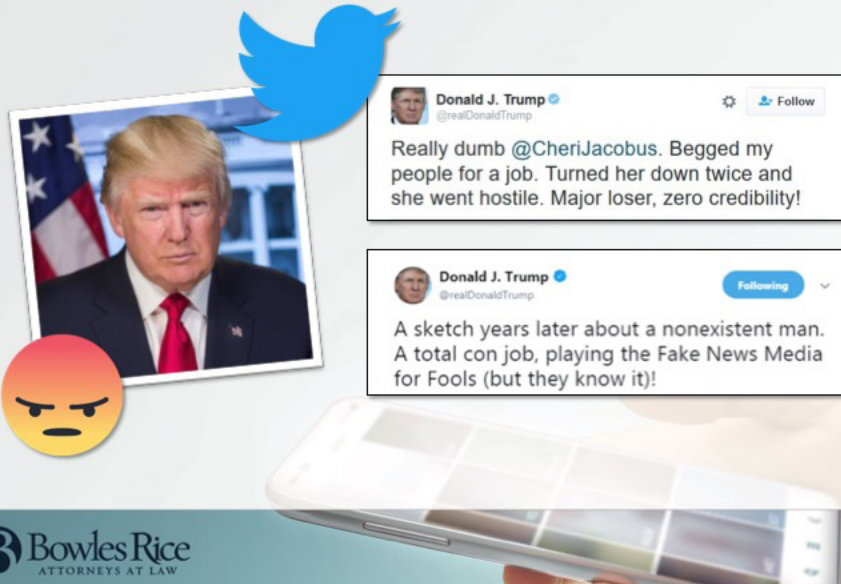 Donald J. Trump
@realDonaldTrump
Follow
Really dumb @CheriJacobus. Begged my
people for a job. Turned her down twice and
she went hostile. Major loser, zero credibility!
Donald J. Trump
@realDonaldTrump
Following
A sketch years later about a nonexistent man.
A total con job, playing the Fake News Media
for Fools (but they know it)!
Bowles Rice
ATTORNEYS AT LAW